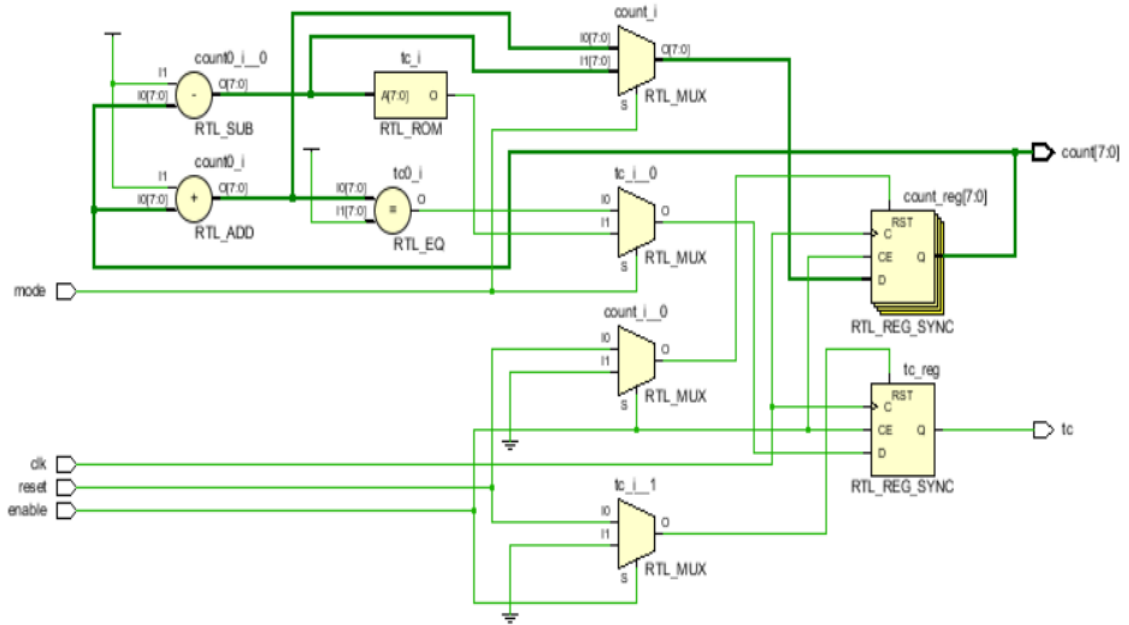 count_i
I0[7:0]
I1[7:0]
O[7:0]
S
RTL_MUX
count0_i__0
I1
I0[7:0]
-
O[7:0]
RTL_SUB
tc_i
A[7:0]
O
RTL_ROM
count[7:0]
count0_i
I1
I0[7:0]
+
O[7:0]
RTL_ADD
tc0_i
I0[7:0]
I1[7:0]
=
O
RTL_EQ
tc_i__0
I0
I1
O
S
RTL_MUX
count_reg[7:0]
RST
C
CE
D
Q
RTL_REG_SYNC
mode
count_i__0
I0
I1
O
S
RTL_MUX
tc_reg
RST
C
CE
D
Q
RTL_REG_SYNC
tc
clk
reset
enable
tc_i__1
I0
I1
O
S
RTL_MUX